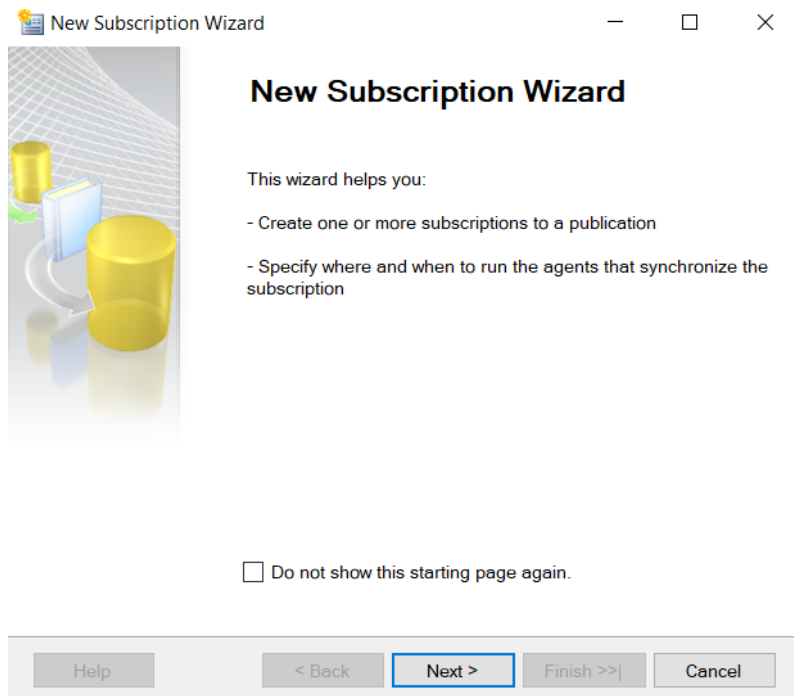 New Subscription Wizard
New Subscription Wizard
This wizard helps you:
- Create one or more subscriptions to a publication
- Specify where and when to run the agents that synchronize the
subscription
Do not show this starting page again.
Help
< Back
Next >
Finish >>|
Cancel